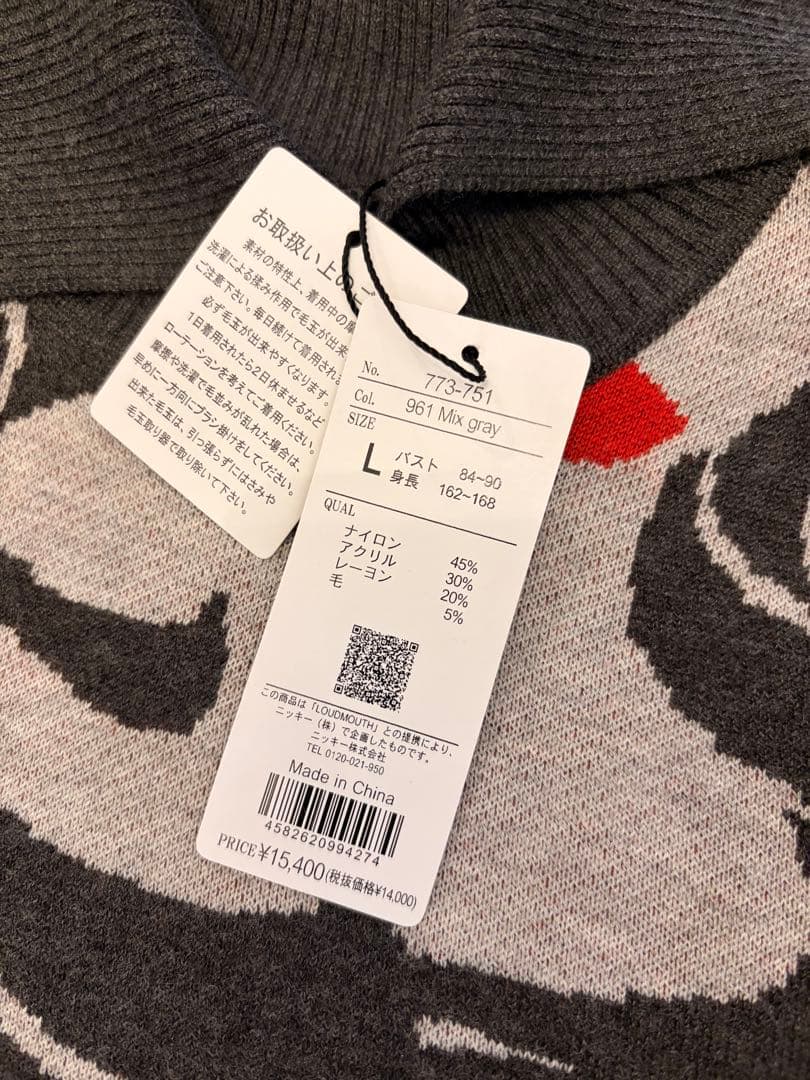 お取扱い上のご
素材の特性上、着用中の摩
洗濯による揉み作用で毛玉が出来
ご注意下さい。毎日続けて着用され
必ず毛玉が出来やすくなります。
1日着用されたら2日休ませるなど
ローテーションを考えてご着用ください。
摩擦や洗濯で毛並みが乱れた場合は、
早めに一方向にブラシ掛けをしてください。
出来た毛玉は、引っ張らずにはさみや
毛玉取り器で取り除いて下さい。
No. 773-751
Col. 961 Mix gray
SIZE
L バスト 84~90
身長 162~168
QUAL
ナイロン 45%
アクリル 30%
レーヨン 20%
毛 5%
この商品は「LOUDMOUTH」との提携により、
ニッキー（株）で企画したものです。
ニッキー株式会社
TEL 0120-021-950
Made in China
4582620994274
PRICE ¥15,400(税抜価格¥14,000)